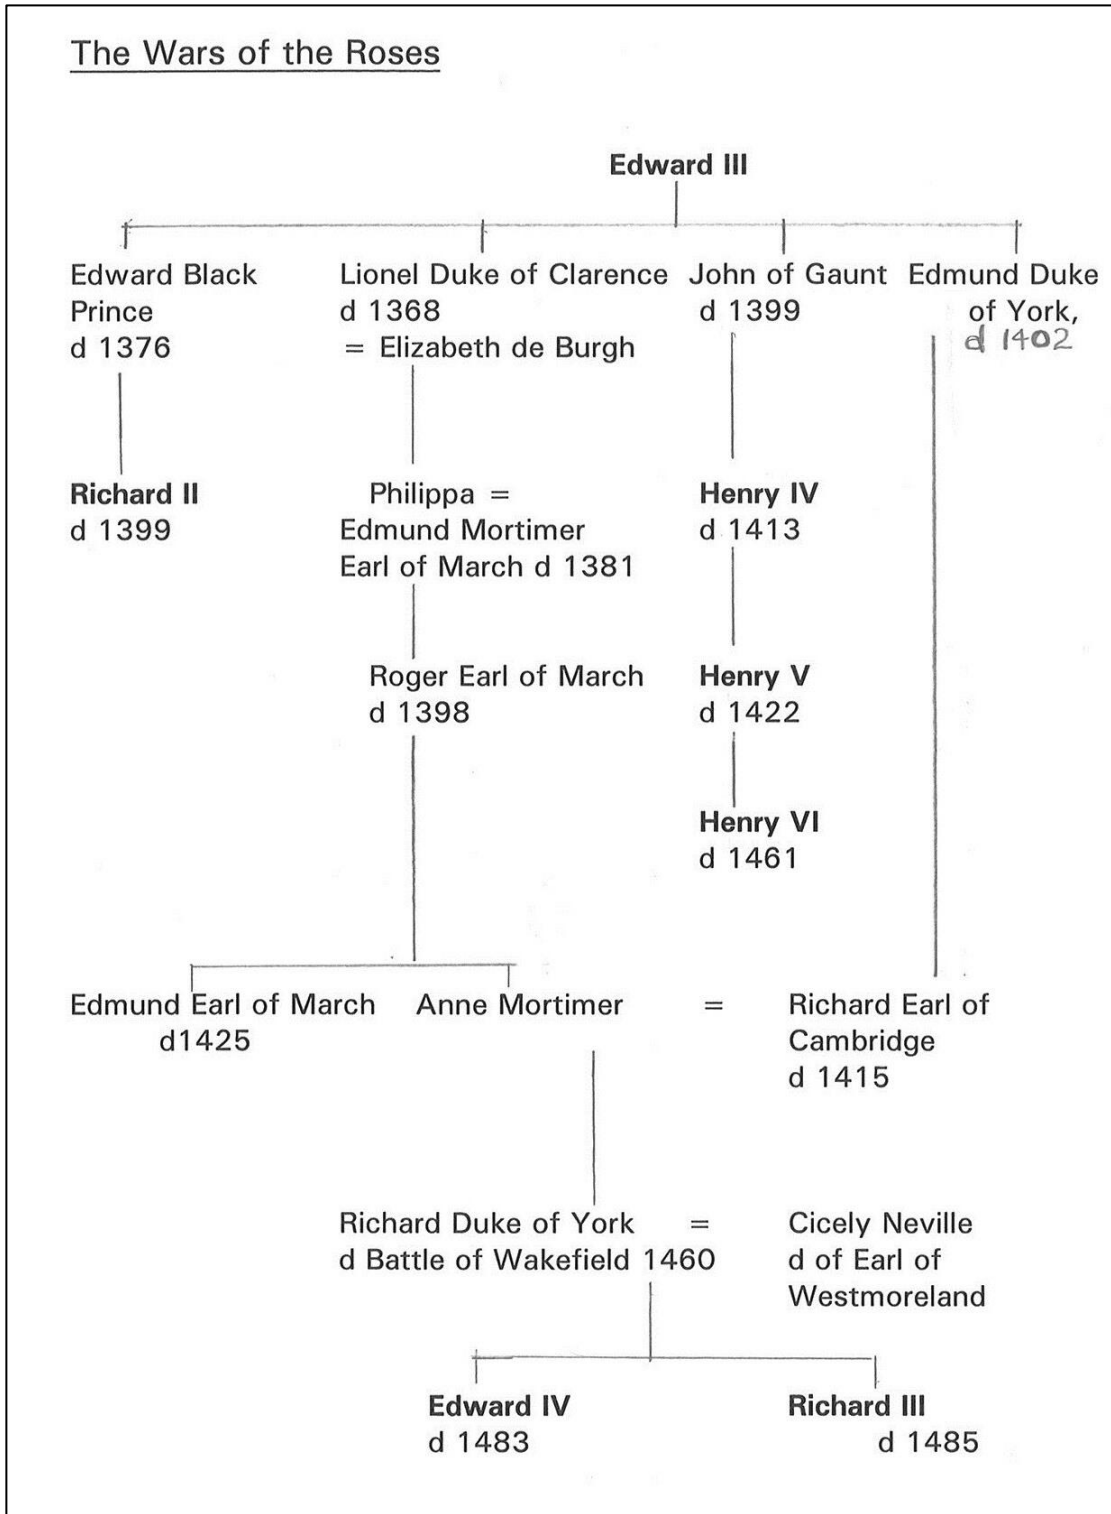 The Wars of the Roses
Edward III
Edward Black
Prince
d 1376
Lionel Duke of Clarence
d 1368
= Elizabeth de Burgh
John of Gaunt
d 1399
Edmund Duke
of York,
d 1402
Richard II
d 1399
Philippa =
Edmund Mortimer
Earl of March d 1381
Henry IV
d 1413
Roger Earl of March
d 1398
Henry V
d 1422
Henry VI
d 1461
Edmund Earl of March
d1425
Anne Mortimer
=
Richard Earl of
Cambridge
d 1415
Richard Duke of York =
d Battle of Wakefield 1460
Cicely Neville
d of Earl of
Westmoreland
Edward IV
d 1483
Richard III
d 1485